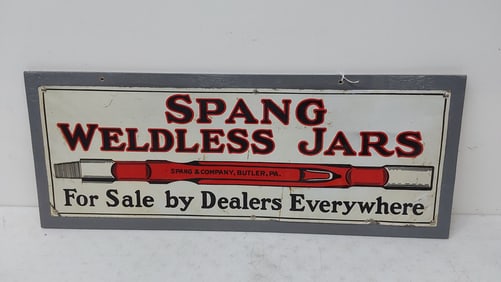 SPANG
WELDLESS JARS
SPANG & COMPANY, BUTLER, PA.
For Sale by Dealers Everywhere